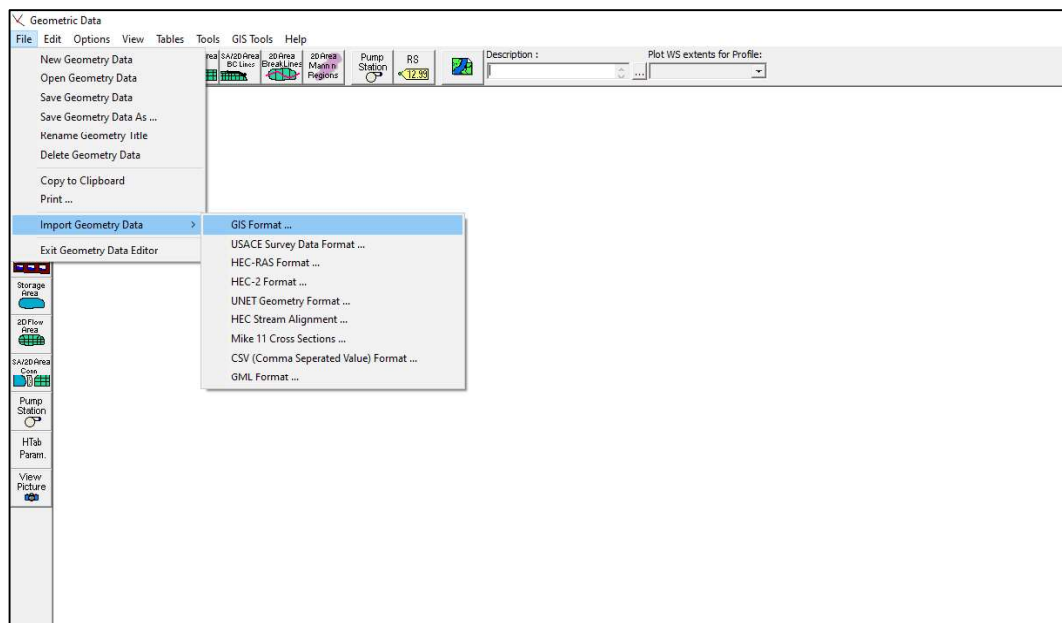 Geometric Data
File Edit Options View Tables Tools GIS Tools Help
New Geometry Data
Open Geometry Data
Save Geometry Data
Save Geometry Data As ...
Rename Geometry Title
Delete Geometry Data
Copy to Clipboard
Print ...
Import Geometry Data >
Exit Geometry Data Editor
rea
SA/2D Area
BC Lines
2D Area
BreakLines
2D Area
Mann n
Regions
Pump
Station
RS
12.99
Description :
...
Plot WS extents for Profile:
GIS Format ...
USACE Survey Data Format ...
HEC-RAS Format ...
HEC-2 Format ...
UNET Geometry Format ...
HEC Stream Alignment ...
Mike 11 Cross Sections ...
CSV (Comma Seperated Value) Format ...
GML Format ...
Storage
Area
2D Flow
Area
SA/2D Area
Conn
Pump
Station
HTab
Param.
View
Picture